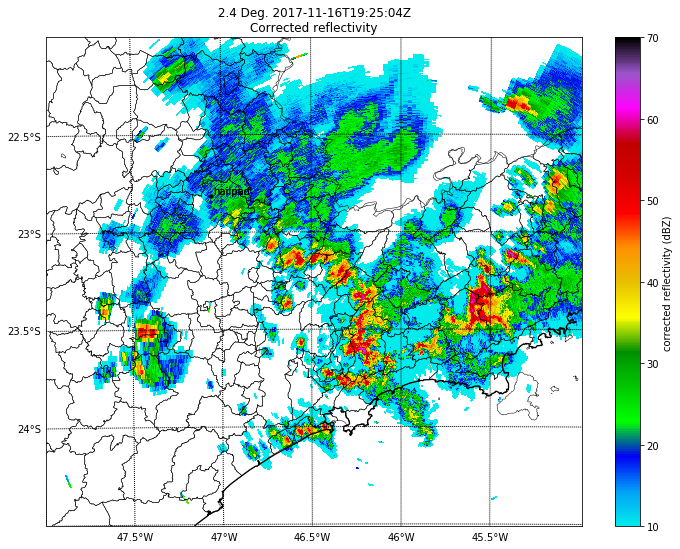 2.4 Deg. 2017-11-16T19:25:04Z
Corrected reflectivity
22.5°S
23°S
23.5°S
24°S
47.5°W
47°W
46.5°W
46°W
45.5°W
70
60
50
40
30
20
10
corrected reflectivity (dBZ)